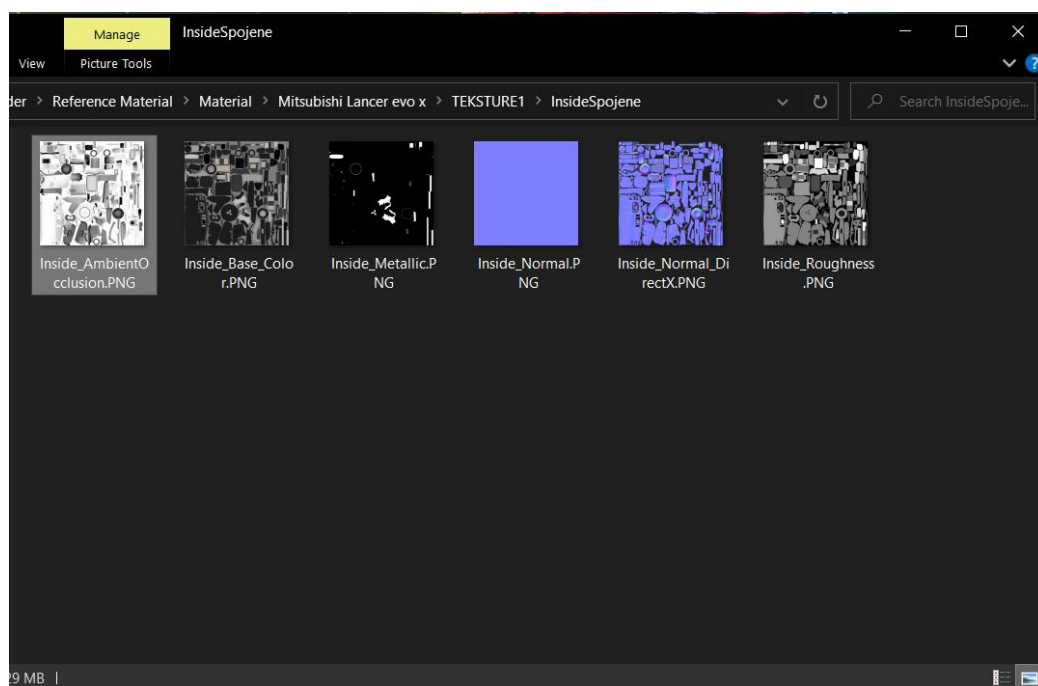 Manage
InsideSpojene
View
Picture Tools
der > Reference Material > Material > Mitsubishi Lancer evo x > TEKSTURE1 > InsideSpojene
Search InsideSpoje...
Inside_AmbientO
cclusion.PNG
Inside_Base_Colo
r.PNG
Inside_Metallic.P
NG
Inside_Normal.P
NG
Inside_Normal_Di
rectX.PNG
Inside_Roughness
.PNG
29 MB